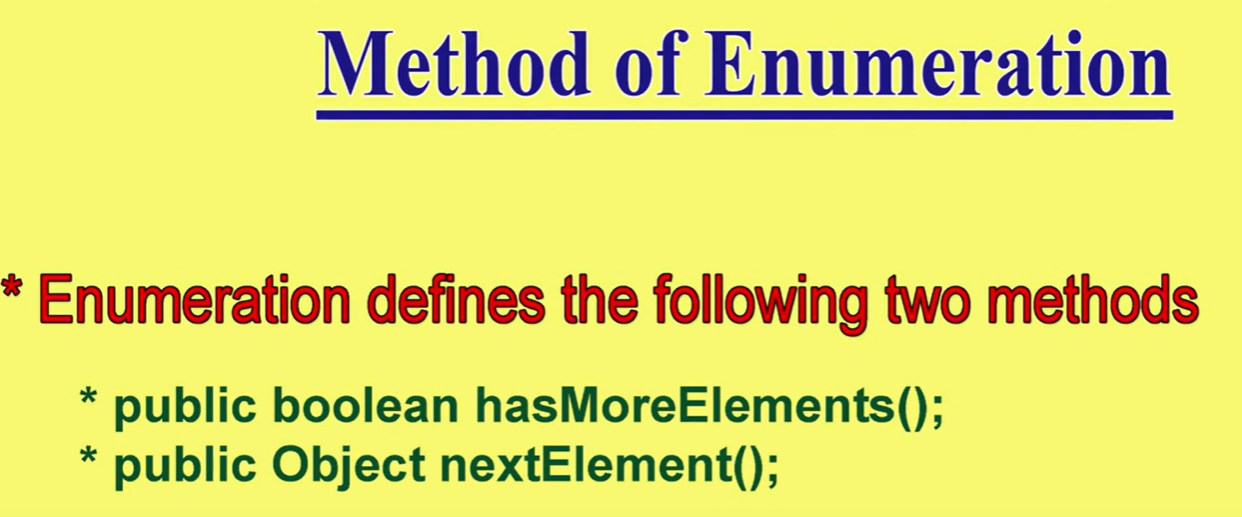 Method of Enumeration
* Enumeration defines the following two methods
* public boolean hasMoreElements();
* public Object nextElement();